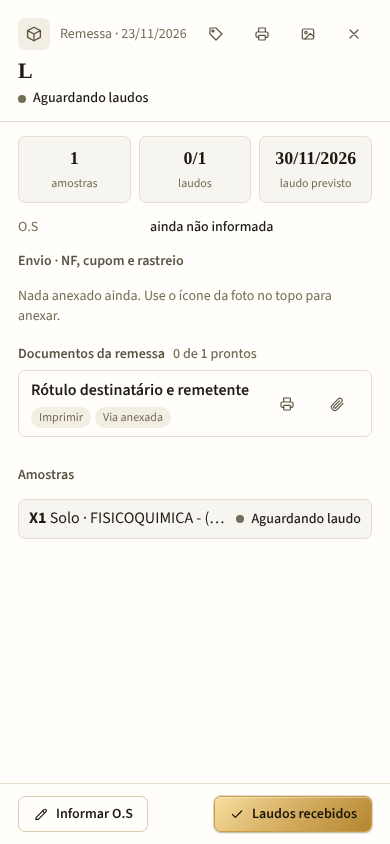 Remessa · 23/11/2026
L
Aguardando laudos
1
amostras
0/1
laudos
30/11/2026
laudo previsto
O.S
ainda não informada
Envio · NF, cupom e rastreio
Nada anexado ainda. Use o ícone da foto no topo para
anexar.
Documentos da remessa 0 de 1 prontos
Rótulo destinatário e remetente
Imprimir
Via anexada
Amostras
X1 Solo · FISICOQUIMICA - (...
Aguardando laudo
Informar O.S
Laudos recebidos